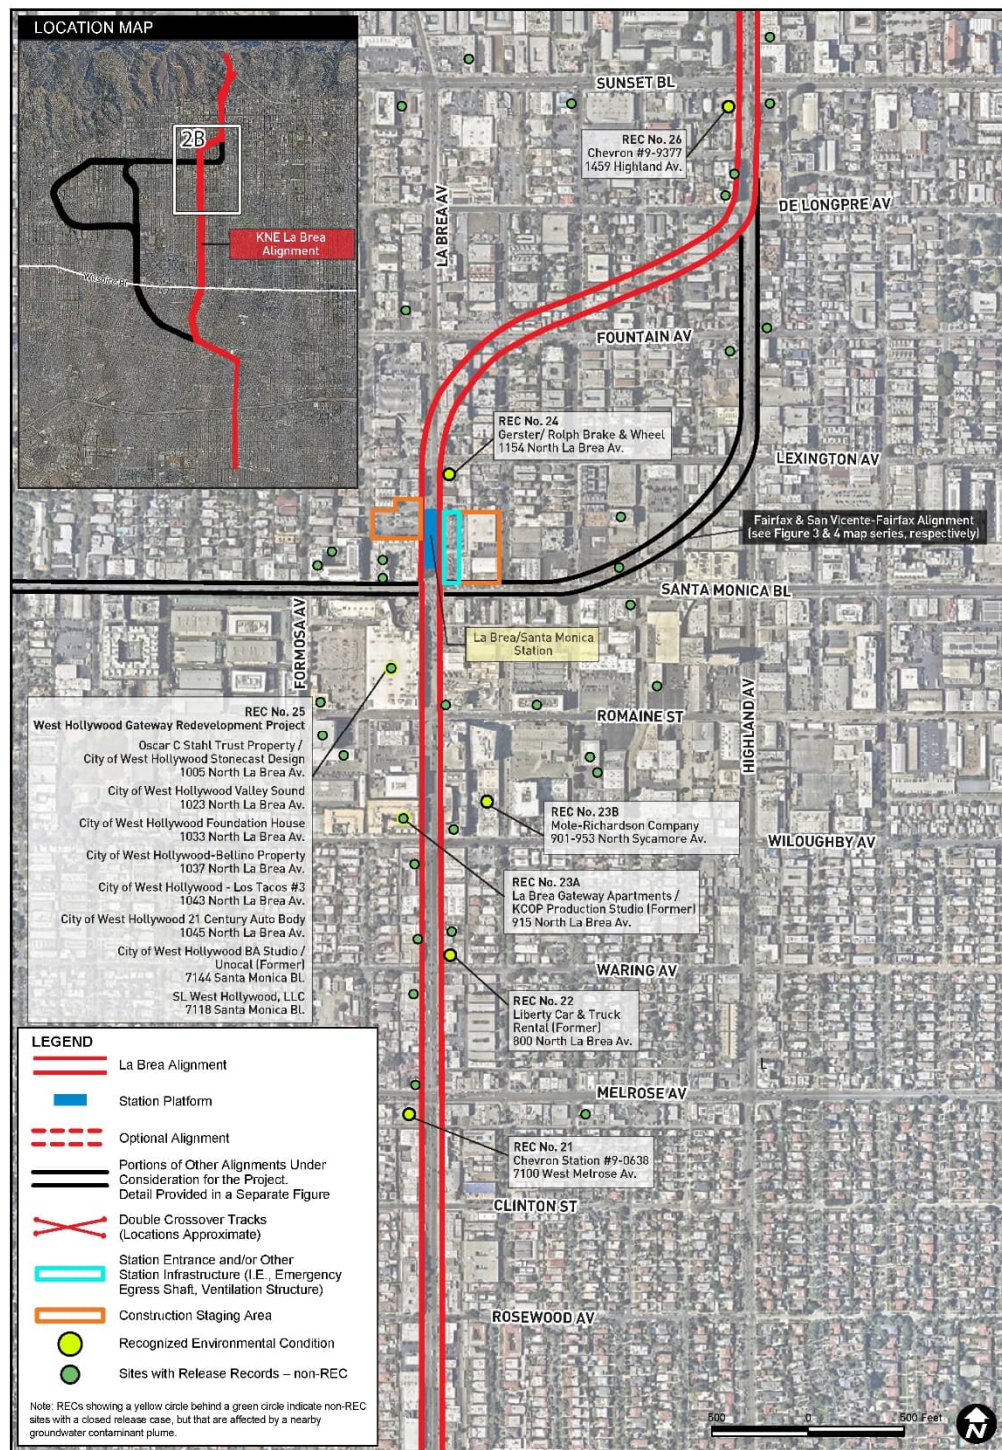 LOCATION MAP
2B
KNE La Brea
Alignment
Wilshire Bl
SUNSET BL
REC No. 26
Chevron #9-9377
1459 Highland Av.
LA BREA AV
DE LONGPRE AV
FOUNTAIN AV
REC No. 24
Gerster/ Rolph Brake & Wheel
1154 North La Brea Av.
LEXINGTON AV
Fairfax & San Vicente-Fairfax Alignment
(see Figure 3 & 4 map series, respectively)
SANTA MONICA BL
FORMOSA AV
La Brea/Santa Monica
Station
HIGHLAND AV
ROMAINE ST
REC No. 25
West Hollywood Gateway Redevelopment Project
Oscar C Stahl Trust Property /
City of West Hollywood Stonecast Design
1005 North La Brea Av.
City of West Hollywood Valley Sound
1023 North La Brea Av.
City of West Hollywood Foundation House
1033 North La Brea Av.
City of West Hollywood-Bellino Property
1037 North La Brea Av.
City of West Hollywood - Los Tacos #3
1043 North La Brea Av.
City of West Hollywood 21 Century Auto Body
1045 North La Brea Av.
City of West Hollywood BA Studio /
Unocal (Former)
7144 Santa Monica Bl.
SL West Hollywood, LLC
7118 Santa Monica Bl.
REC No. 23B
Mole-Richardson Company
901-953 North Sycamore Av.
WILOUGHBY AV
REC No. 23A
La Brea Gateway Apartments /
KCOP Production Studio (Former)
915 North La Brea Av.
WARING AV
REC No. 22
Liberty Car & Truck
Rental (Former)
800 North La Brea Av.
L
MELROSE AV
REC No. 21
Chevron Station #9-0638
7100 West Melrose Av.
CLINTON ST
ROSEWOOD AV
LEGEND
La Brea Alignment
Station Platform
Optional Alignment
Portions of Other Alignments Under
Consideration for the Project.
Detail Provided in a Separate Figure
Double Crossover Tracks
(Locations Approximate)
Station Entrance and/or Other
Station Infrastructure (I.E., Emergency
Egress Shaft, Ventilation Structure)
Construction Staging Area
Recognized Environmental Condition
Sites with Release Records – non-REC
Note: RECs showing a yellow circle behind a green circle indicate non-REC
sites with a closed release case, but that are affected by a nearby
groundwater contaminant plume.
500 0 500 Feet
N